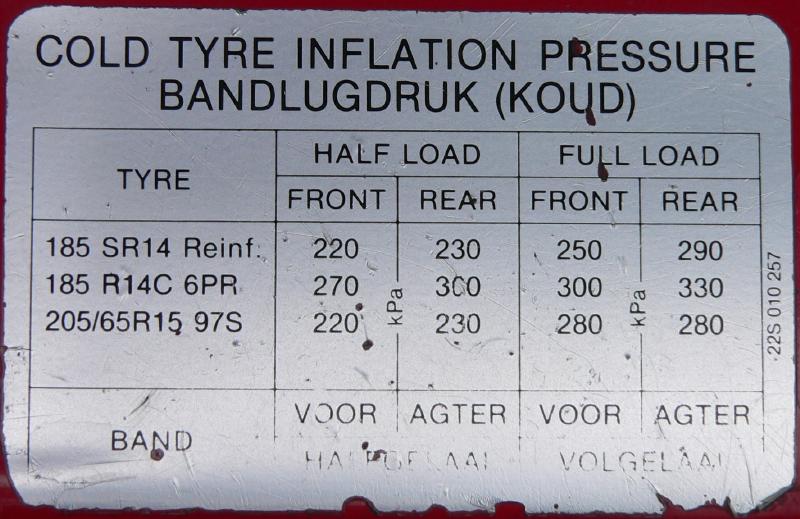 COLD TYRE INFLATION PRESSURE
BANDLUGDRUK (KOUD)
TYRE HALF LOAD FULL LOAD
FRONT REAR FRONT REAR
185 SR14 Reinf. 220 230 250 290
185 R14C 6PR 270 300 300 330
205/65R15 97S 220 230 280 280
kPa kPa
22S 010 257
BAND VOOR AGTER VOOR AGTER
HALFGELAAI VOLGELAAI